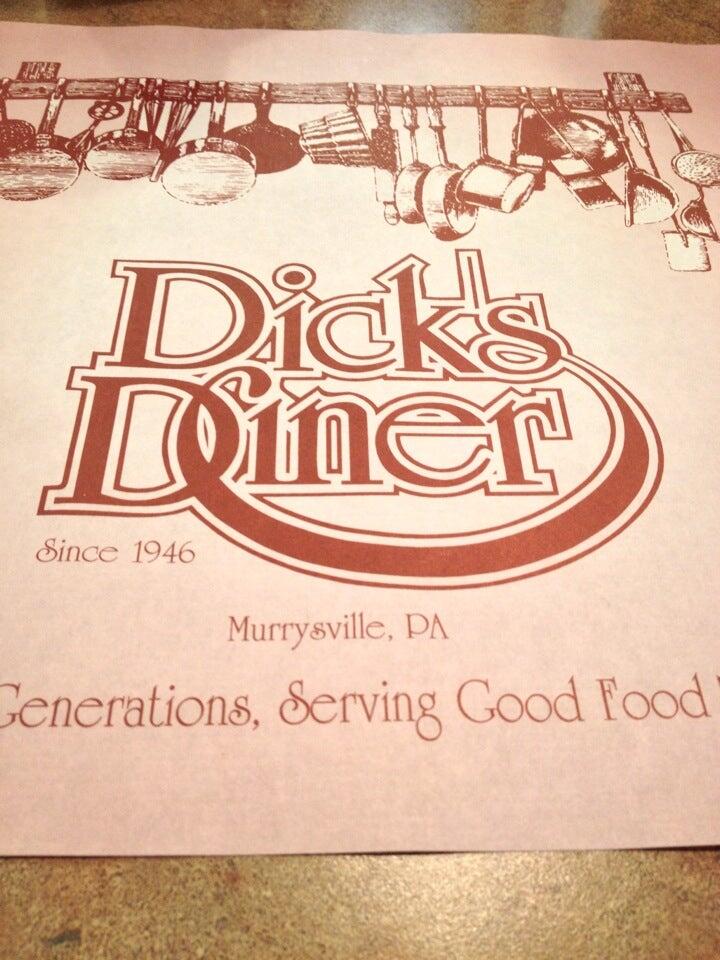 Dick's
Diner
Since 1946
Murrysville, PA
Generations, Serving Good Food